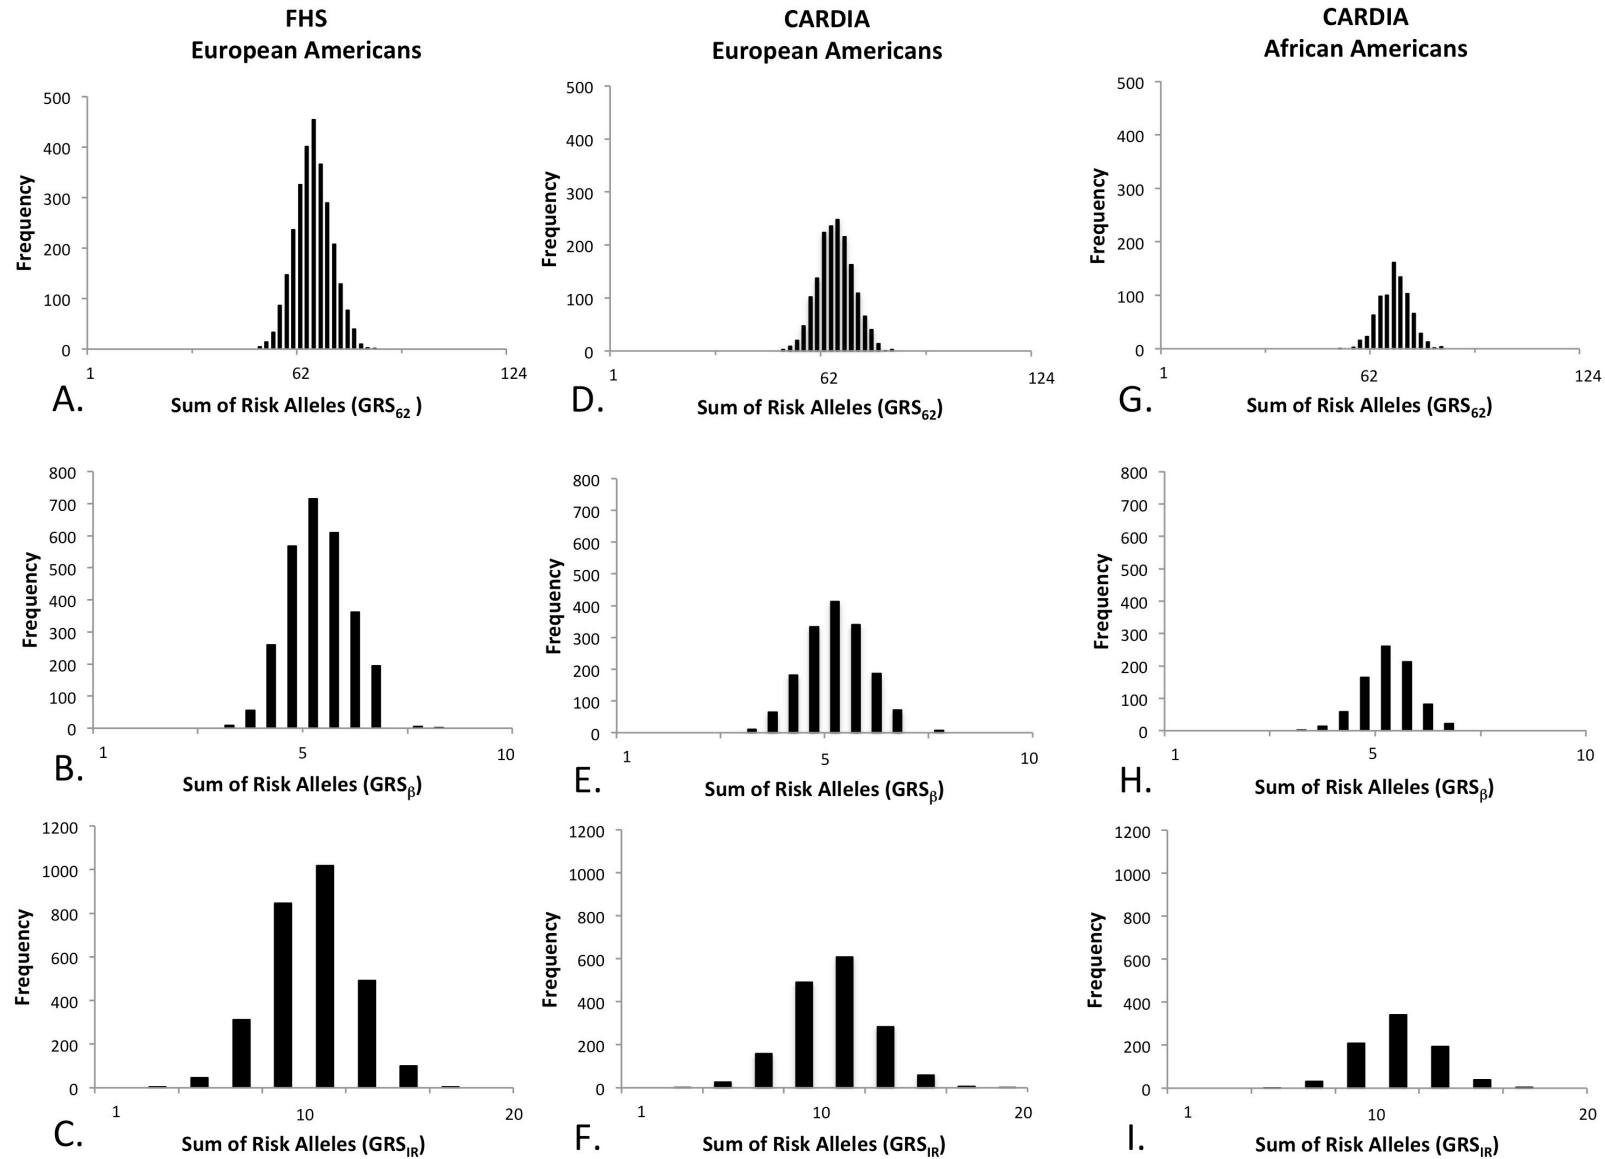 FHS
European Americans
CARDIA
European Americans
CARDIA
African Americans
500
400
300
200
100
0
Frequency
1
62
124
A.
Sum of Risk Alleles (GRS62 )
500
400
300
200
100
0
Frequency
1
62
124
D.
Sum of Risk Alleles (GRS62)
500
400
300
200
100
0
Frequency
1
62
124
G.
Sum of Risk Alleles (GRS62)
800
700
600
500
400
300
200
100
0
Frequency
1
5
10
B.
Sum of Risk Alleles (GRSβ)
800
700
600
500
400
300
200
100
0
Frequency
1
5
10
E.
Sum of Risk Alleles (GRSβ)
800
700
600
500
400
300
200
100
0
Frequency
1
5
10
H.
Sum of Risk Alleles (GRSβ)
1200
1000
800
600
400
200
0
Frequency
1
10
20
C.
Sum of Risk Alleles (GRSIR)
1200
1000
800
600
400
200
0
Frequency
1
10
20
F.
Sum of Risk Alleles (GRSIR)
1200
1000
800
600
400
200
0
Frequency
1
10
20
I.
Sum of Risk Alleles (GRSIR)